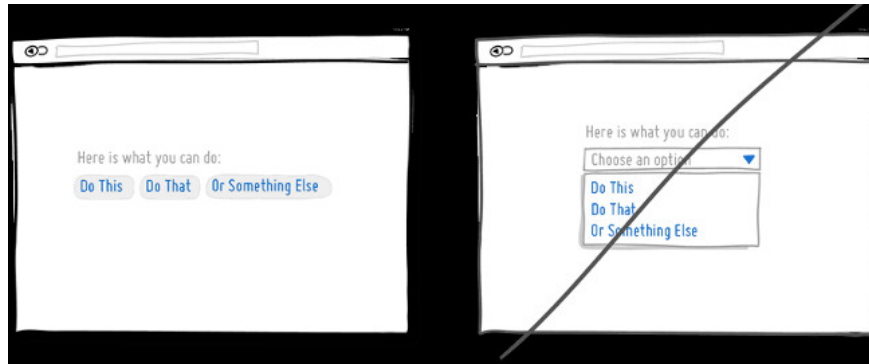 Here is what you can do:
Do This Do That Or Something Else
Here is what you can do:
Choose an option
Do This
Do That
Or Something Else